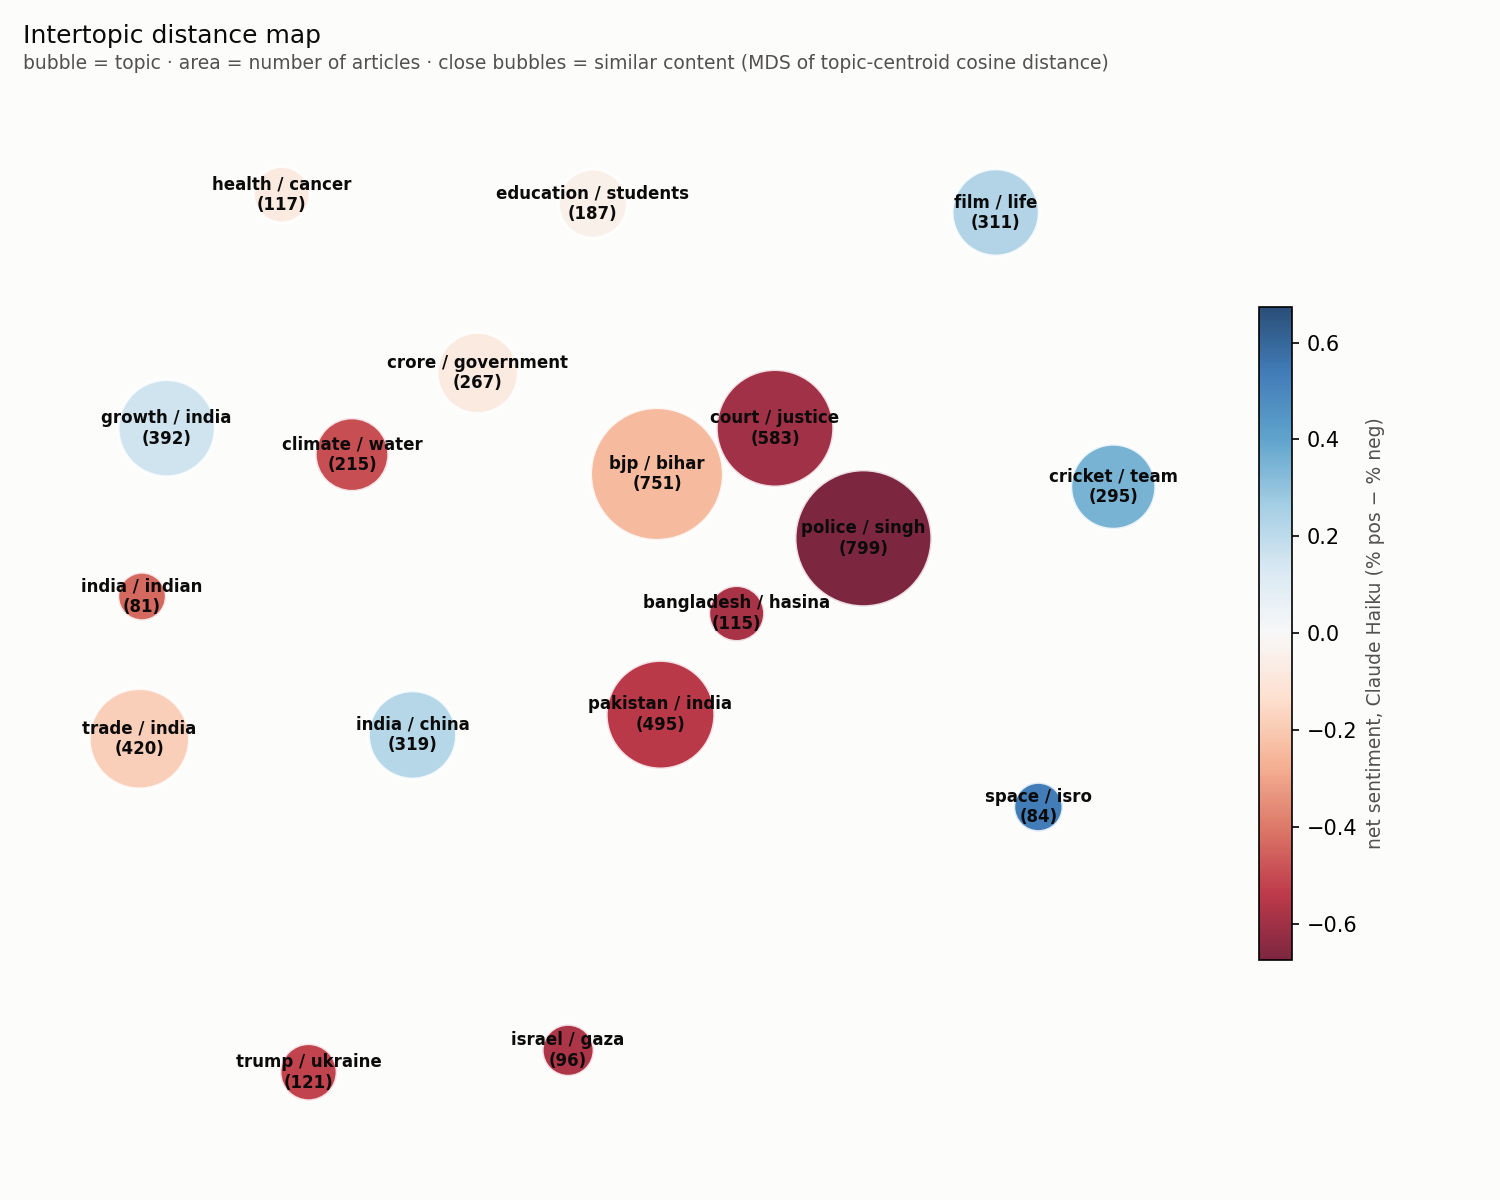 Intertopic distance map
bubble = topic · area = number of articles · close bubbles = similar content (MDS of topic-centroid cosine distance)
health / cancer
(117)
education / students
(187)
film / life
(311)
crore / government
(267)
growth / india
(392)
climate / water
(215)
bjp / bihar
(751)
court / justice
(583)
police / singh
(799)
cricket / team
(295)
india / indian
(81)
bangladesh / hasina
(115)
trade / india
(420)
india / china
(319)
pakistan / india
(495)
space / isro
(84)
trump / ukraine
(121)
israel / gaza
(96)
0.6
0.4
0.2
0.0
−0.2
−0.4
−0.6
net sentiment, Claude Haiku (% pos − % neg)